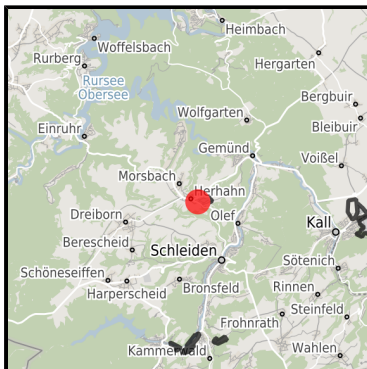 Heimbach
Woffelsbach
Rurberg
Hergarten
Rursee
Obersee
Bergbuir
Wolfgarten
Bleibuir
Einruhr
Gemünd
Voißel
Morsbach
Herhahn
Dreiborn
Olef
Kall
Berescheid
Schleiden
Sötenich
Schöneseiffen
Bronsfeld
Rinnen
Harperscheid
Steinfeld
Frohnrath
Kammerwald
Wahlen